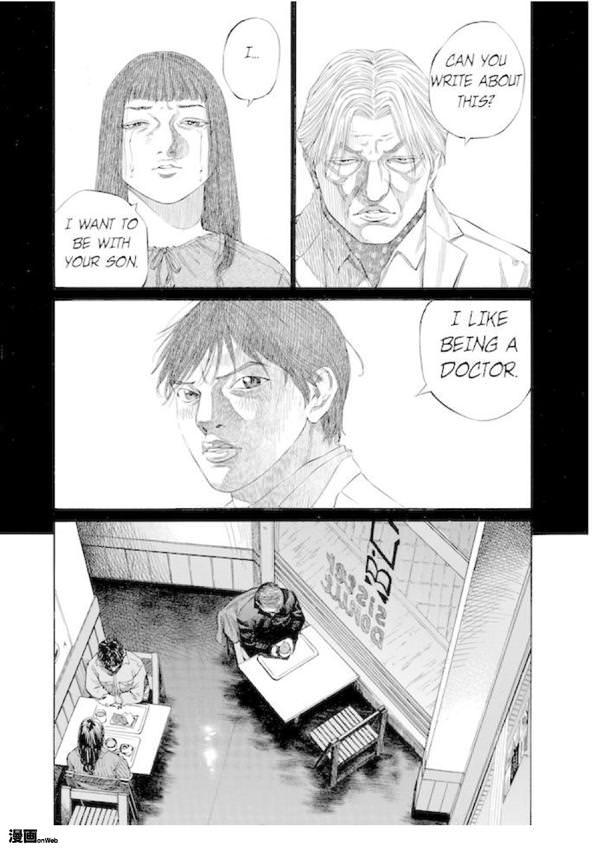 CAN YOU
WRITE ABOUT
THIS?
I...
I WANT TO
BE WITH
YOUR SON.
I LIKE
BEING A
DOCTOR.
sister
漫画onWeb